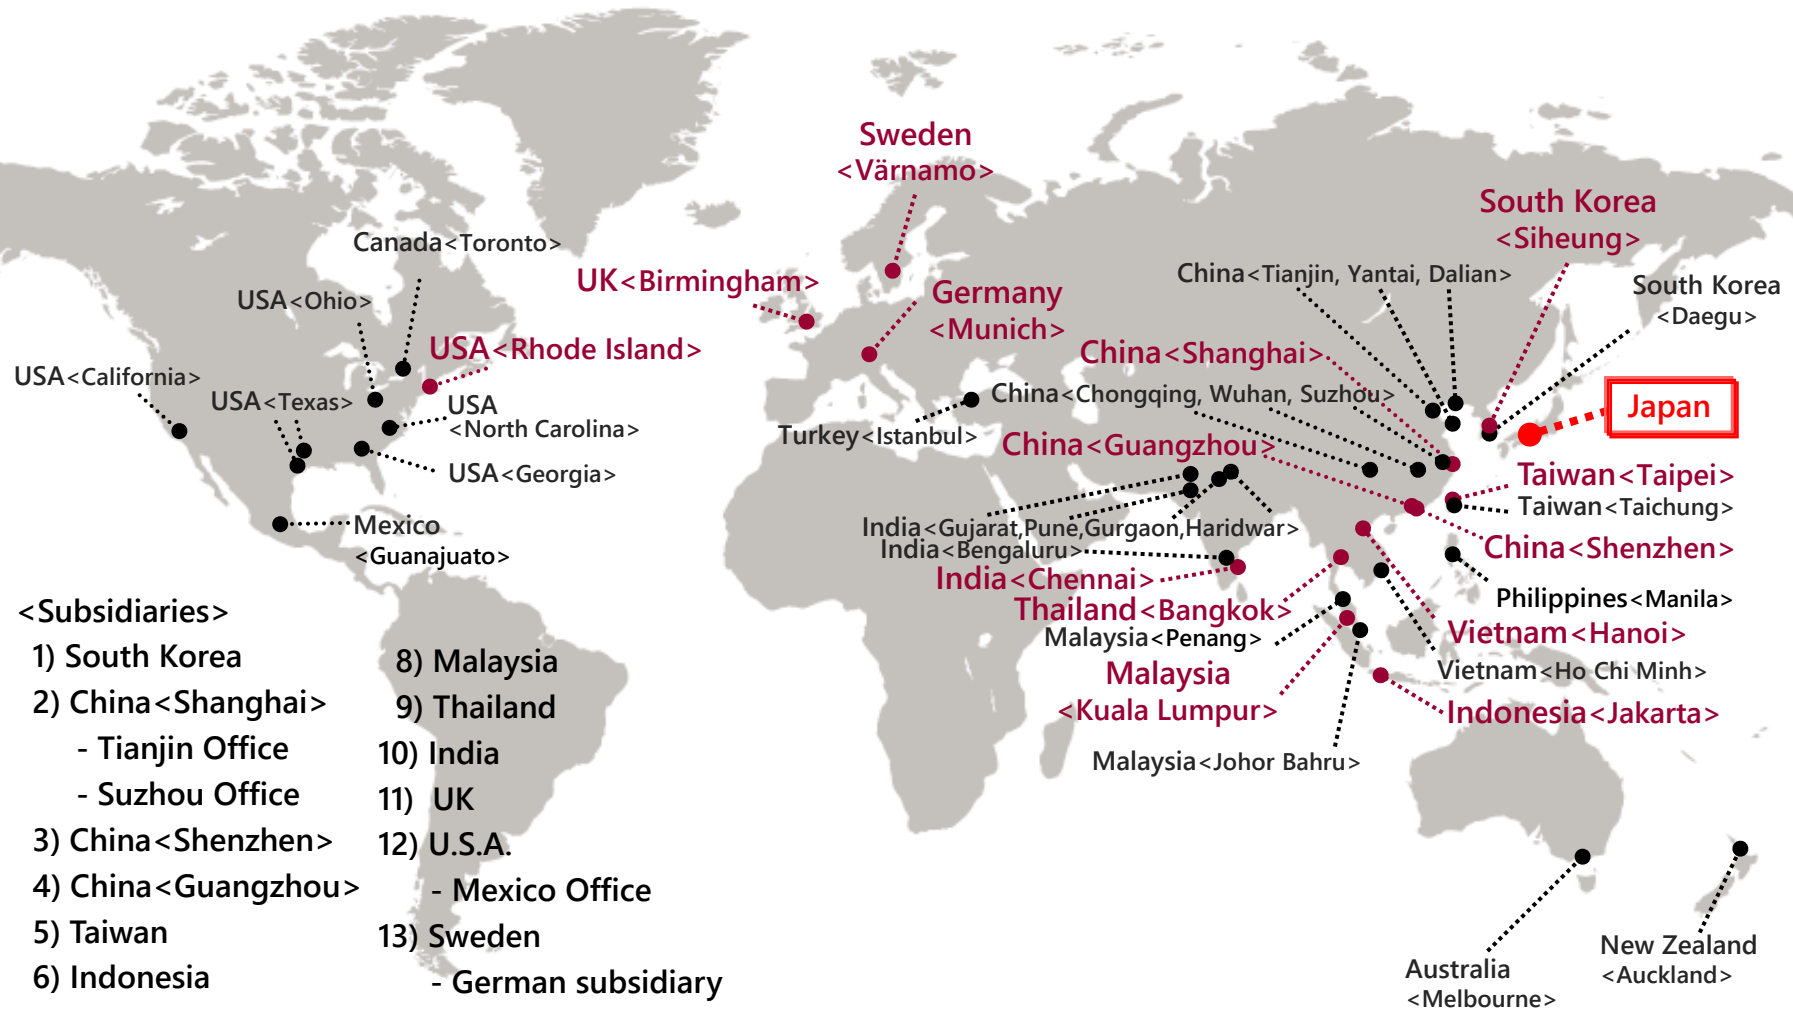 Sweden
<Värnamo>
South Korea
<Siheung>
Canada<Toronto>
UK<Birmingham>
China<Tianjin, Yantai, Dalian>
South Korea
<Daegu>
USA<Ohio>
Germany
<Munich>
USA<Rhode Island>
China<Shanghai>
USA<California>
USA<Texas>
China<Chongqing, Wuhan, Suzhou>
Japan
USA
<North Carolina>
Turkey<Istanbul>
China<Guangzhou>
USA<Georgia>
Taiwan<Taipei>
Taiwan<Taichung>
Mexico
<Guanajuato>
India<Gujarat,Pune,Gurgaon,Haridwar>
India<Bengaluru>
China<Shenzhen>
India<Chennai>
Philippines<Manila>
Thailand<Bangkok>
Malaysia<Penang>
Vietnam<Hanoi>
Malaysia
<Kuala Lumpur>
Vietnam<Ho Chi Minh>
Indonesia<Jakarta>
Malaysia<Johor Bahru>
Australia
<Melbourne>
New Zealand
<Auckland>
<Subsidiaries>
1) South Korea
2) China<Shanghai>
- Tianjin Office
- Suzhou Office
3) China<Shenzhen>
4) China<Guangzhou>
5) Taiwan
6) Indonesia
8) Malaysia
9) Thailand
10) India
11) UK
12) U.S.A.
- Mexico Office
13) Sweden
- German subsidiary